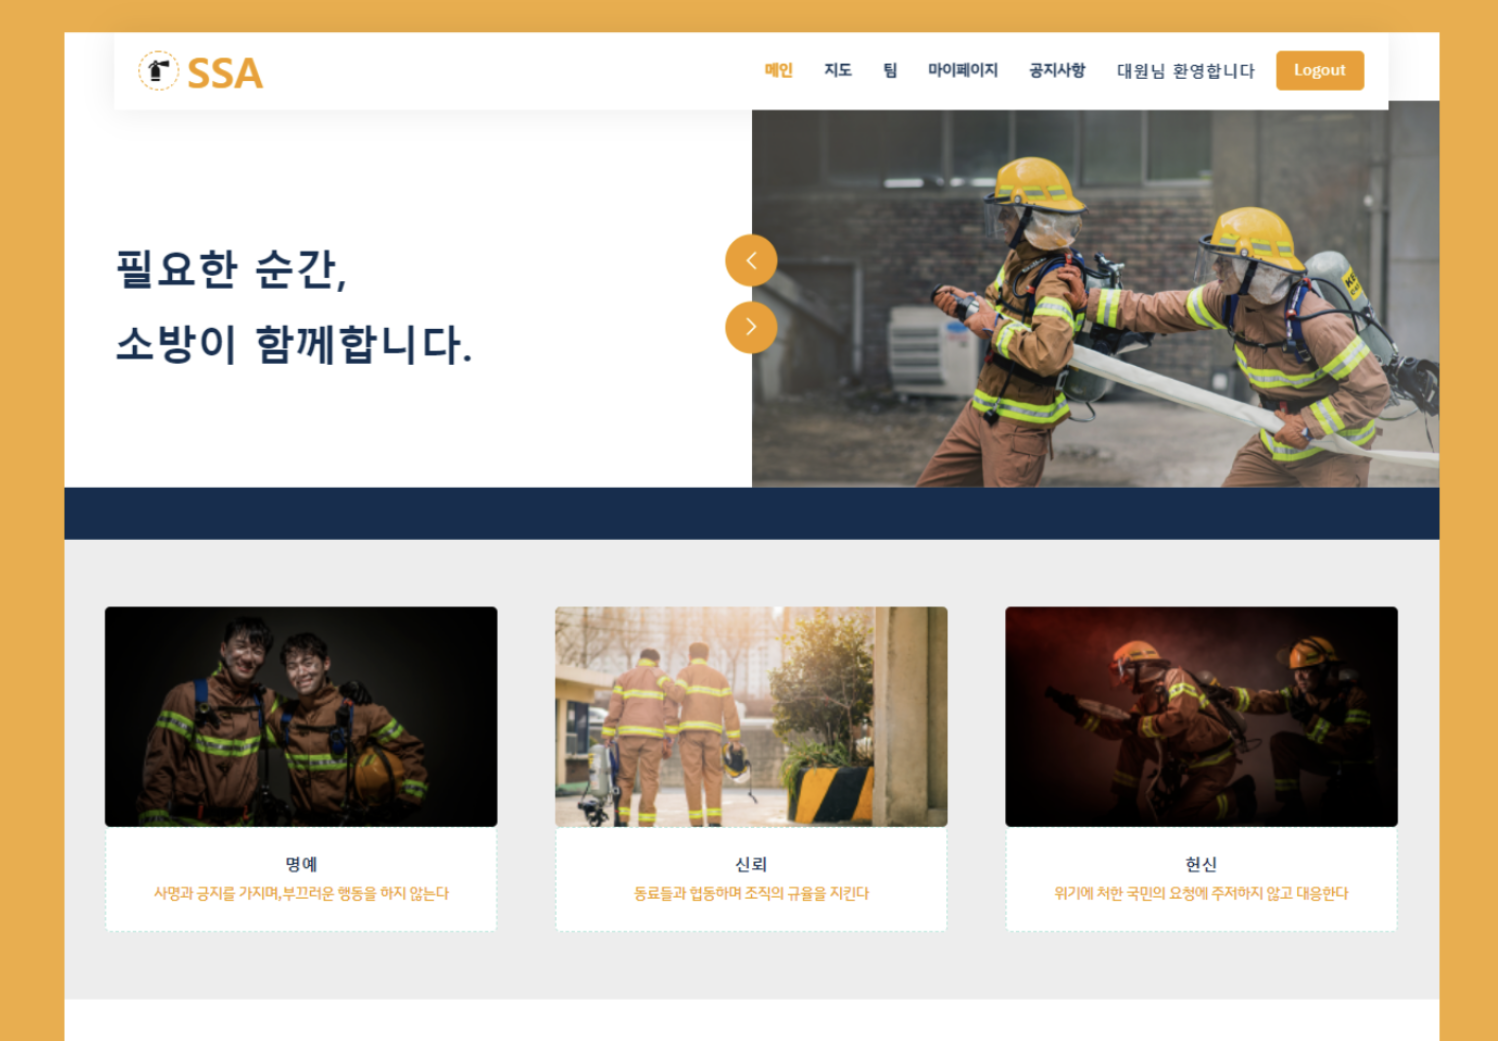 SSA
메인 지도 팀 마이페이지 공지사항 대원님 환영합니다 Logout
필요한 순간,
소방이 함께합니다.
명예
사명과 긍지를 가지며,부끄러운 행동을 하지 않는다
신뢰
동료들과 협동하며 조직의 규율을 지킨다
헌신
위기에 처한 국민의 요청에 주저하지 않고 대응한다